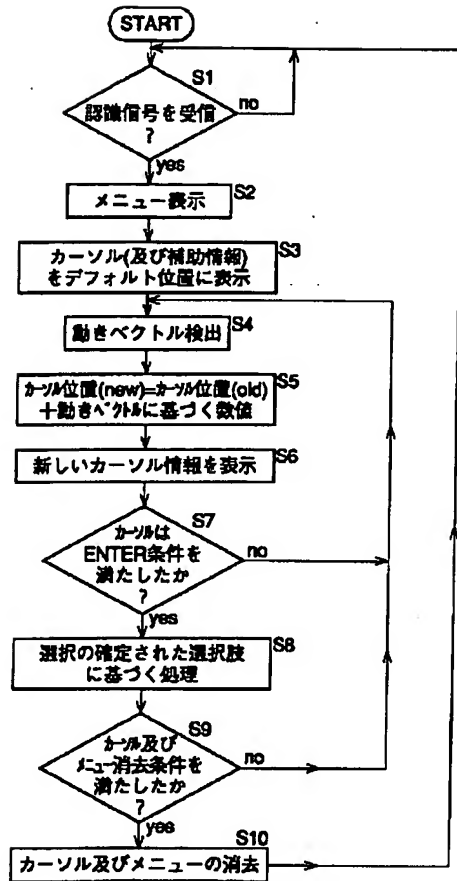 START
S1
認識信号を受信
?
no
yes
S2
メニュー表示
S3
カーソル(及び補助情報)
をデフォルト位置に表示
S4
動きベクトル検出
S5
カーソル位置(new)=カーソル位置(old)
+動きベクトルに基づく数値
S6
新しいカーソル情報を表示
S7
カーソルは
ENTER条件を
満たしたか
?
no
yes
S8
選択の確定された選択肢
に基づく処理
S9
カーソル及び
メニュー消去条件を
満たしたか
?
no
yes
S10
カーソル及びメニューの消去